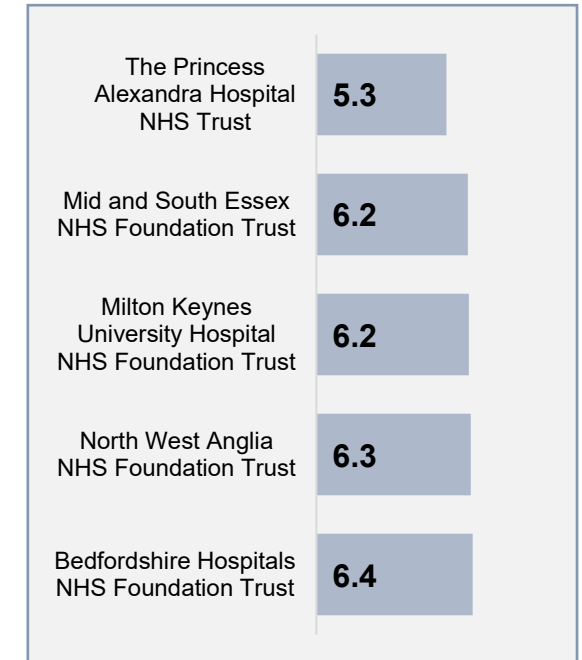 The Princess
Alexandra Hospital
NHS Trust
5.3
Mid and South Essex
NHS Foundation Trust
6.2
Milton Keynes
University Hospital
NHS Foundation Trust
6.2
North West Anglia
NHS Foundation Trust
6.3
Bedfordshire Hospitals
NHS Foundation Trust
6.4